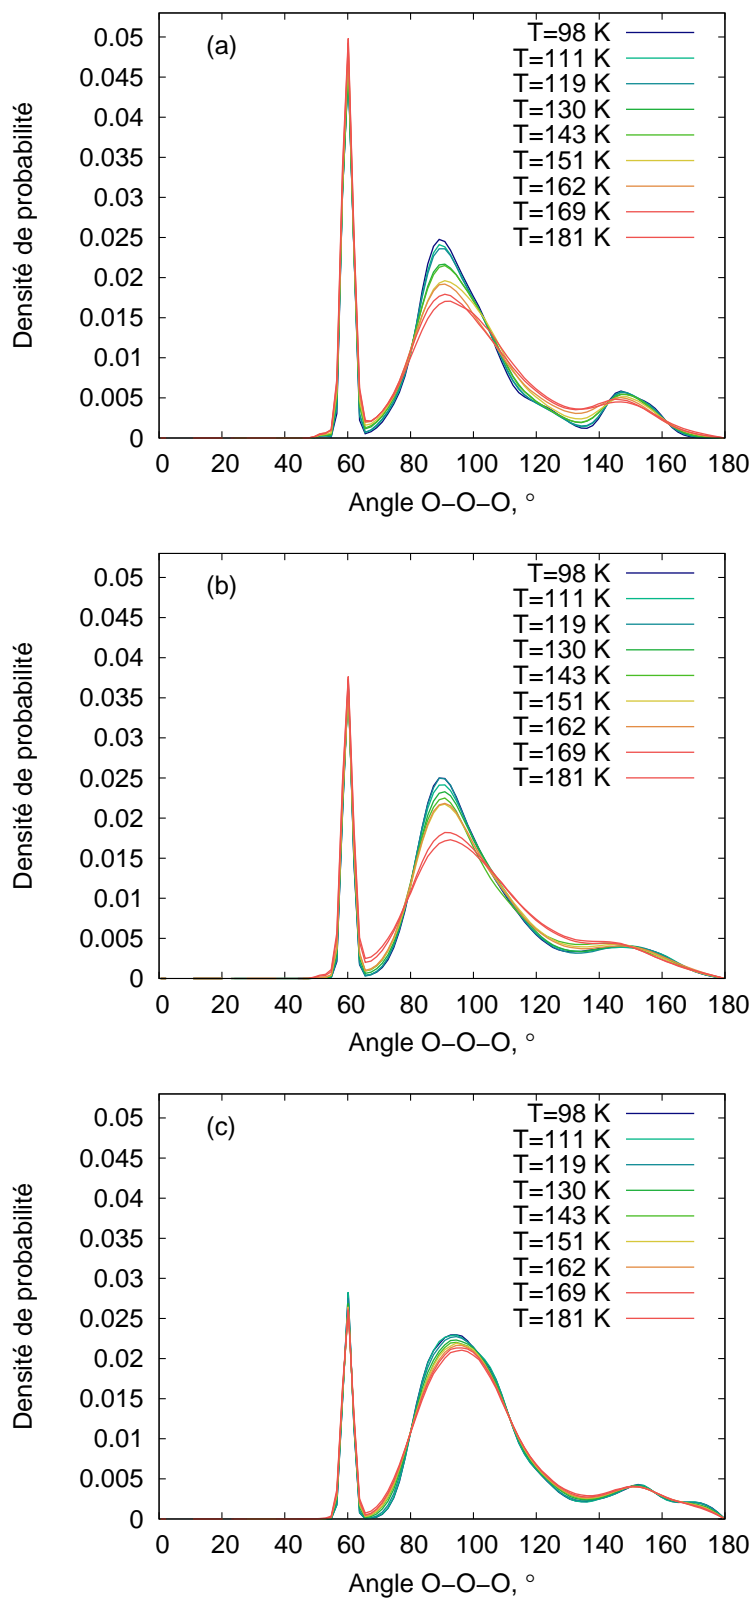 (a)
T=98 K
T=111 K
T=119 K
T=130 K
T=143 K
T=151 K
T=162 K
T=169 K
T=181 K
Densité de probabilité
0.05
0.045
0.04
0.035
0.03
0.025
0.02
0.015
0.01
0.005
0
0 20 40 60 80 100 120 140 160 180
Angle O−O−O, °
(b)
T=98 K
T=111 K
T=119 K
T=130 K
T=143 K
T=151 K
T=162 K
T=169 K
T=181 K
Densité de probabilité
0.05
0.045
0.04
0.035
0.03
0.025
0.02
0.015
0.01
0.005
0
0 20 40 60 80 100 120 140 160 180
Angle O−O−O, °
(c)
T=98 K
T=111 K
T=119 K
T=130 K
T=143 K
T=151 K
T=162 K
T=169 K
T=181 K
Densité de probabilité
0.05
0.045
0.04
0.035
0.03
0.025
0.02
0.015
0.01
0.005
0
0 20 40 60 80 100 120 140 160 180
Angle O−O−O, °